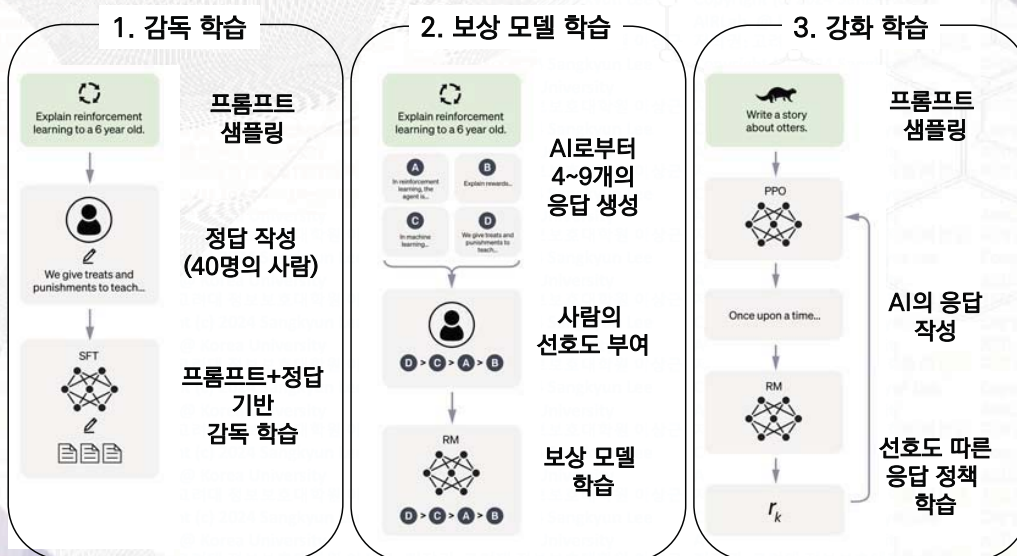 1. 감독 학습
Explain reinforcement
learning to a 6 year old.
프롬프트
샘플링
We give treats and
punishments to teach...
정답 작성
(40명의 사람)
SFT
프롬프트+정답
기반
감독 학습
2. 보상 모델 학습
Explain reinforcement
learning to a 6 year old.
A
In reinforcement
learning, the
agent is...
B
Explain rewards...
C
In machine
learning...
D
We give treats and
punishments to
teach...
AI로부터
4~9개의
응답 생성
D > C > A > B
사람의
선호도 부여
RM
D > C > A > B
보상 모델
학습
3. 강화 학습
Write a story
about otters.
프롬프트
샘플링
PPO
Once upon a time...
AI의 응답
작성
RM
rk
선호도 따른
응답 정책
학습